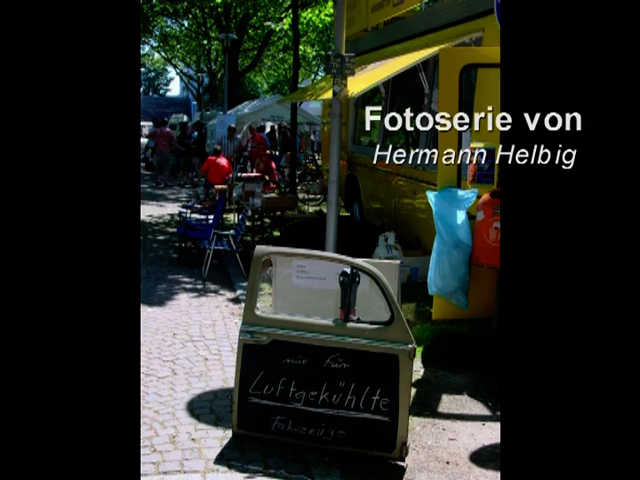 Fotoserie von
Hermann Helbig
nur für
Luftgekühlte
Fahrzeuge